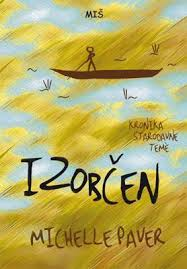 MIŠ
KRONIKA
STARODAVNE
TEME
IZOBČEN
MICHELLE PAVER